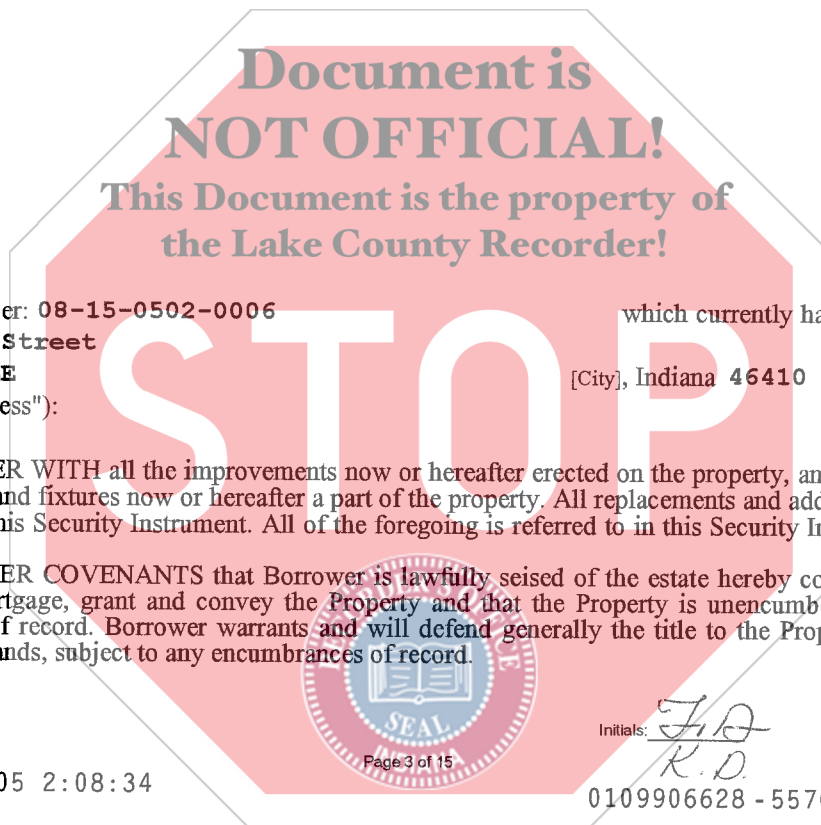 Document is
NOT OFFICIAL!
This Document is the property of
the Lake County Recorder!
er: 08-15-0502-0006 which currently ha
Street
E [City], Indiana 46410
ess"):
STOP
ER WITH all the improvements now or hereafter erected on the property, an
and fixtures now or hereafter a part of the property. All replacements and add
his Security Instrument. All of the foregoing is referred to in this Security In
ER COVENANTS that Borrower is lawfully seised of the estate hereby co
rtgage, grant and convey the Property and that the Property is unencumb
f record. Borrower warrants and will defend generally the title to the Prop
ands, subject to any encumbrances of record.
RECORDER'S OFFICE
SEAL
INDIANA
Initials: F.D
K.D.
Page 3 of 15
05 2:08:34
0109906628 - 557